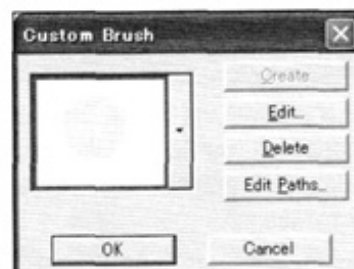 Custom Brush
Create
Edit...
Delete
Edit Paths...
OK
Cancel